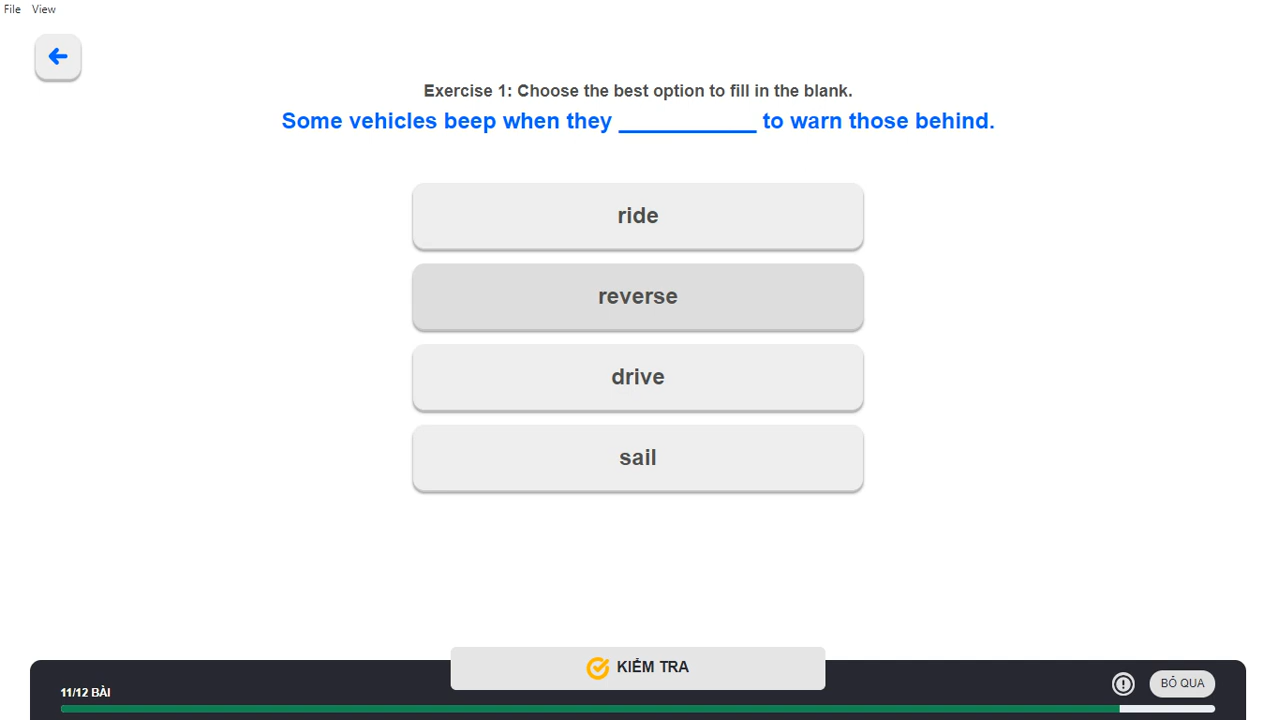 File View
Exercise 1: Choose the best option to fill in the blank.
Some vehicles beep when they ___________ to warn those behind.
ride
reverse
drive
sail
KIỂM TRA
11/12 BÀI
BỎ QUA